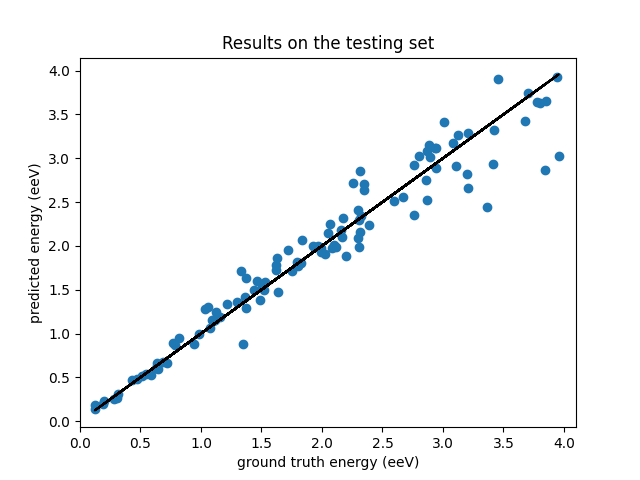 Results on the testing set
4.0
3.5
3.0
2.5
2.0
1.5
1.0
0.5
0.0
predicted energy (eeV)
0.0 0.5 1.0 1.5 2.0 2.5 3.0 3.5 4.0
ground truth energy (eeV)